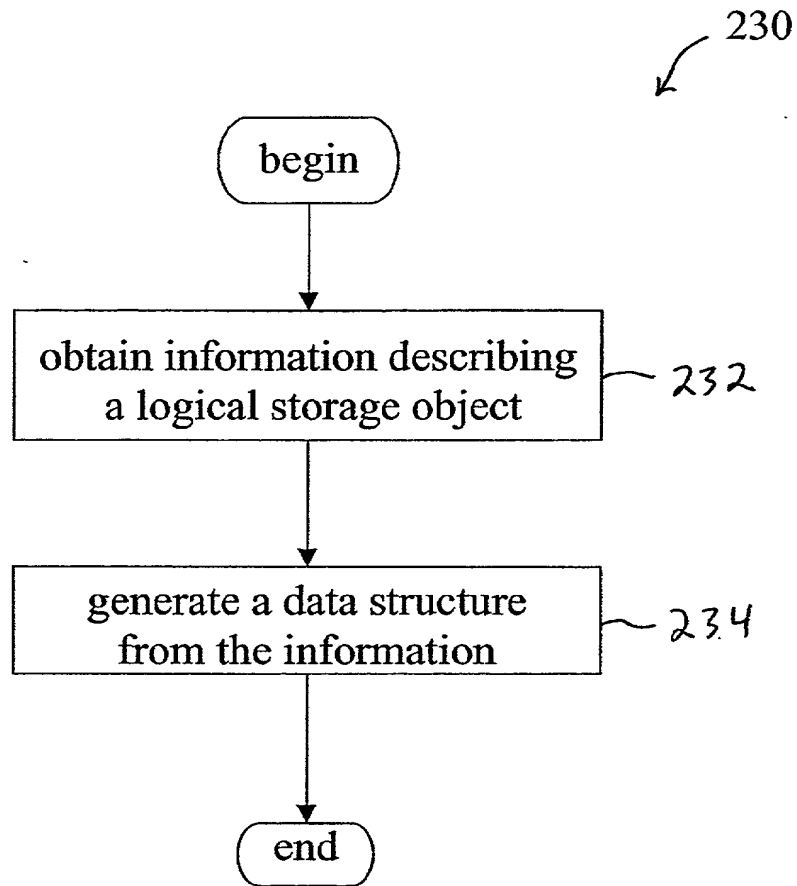 230
begin
obtain information describing
a logical storage object
232
generate a data structure
from the information
234
end